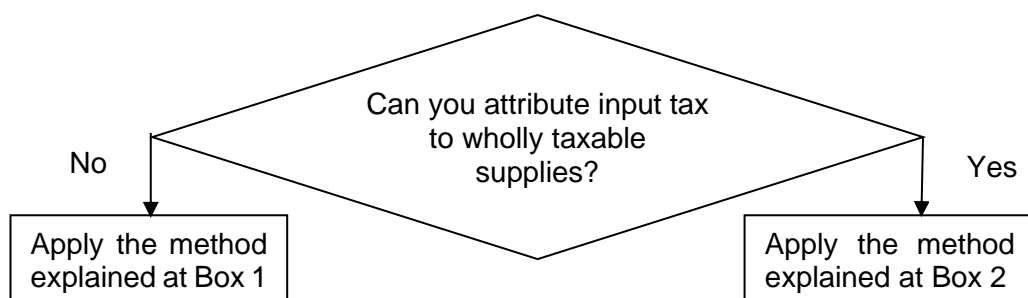 Can you attribute input tax
to wholly taxable
supplies?
No
Yes
Apply the method
explained at Box 1
Apply the method
explained at Box 2